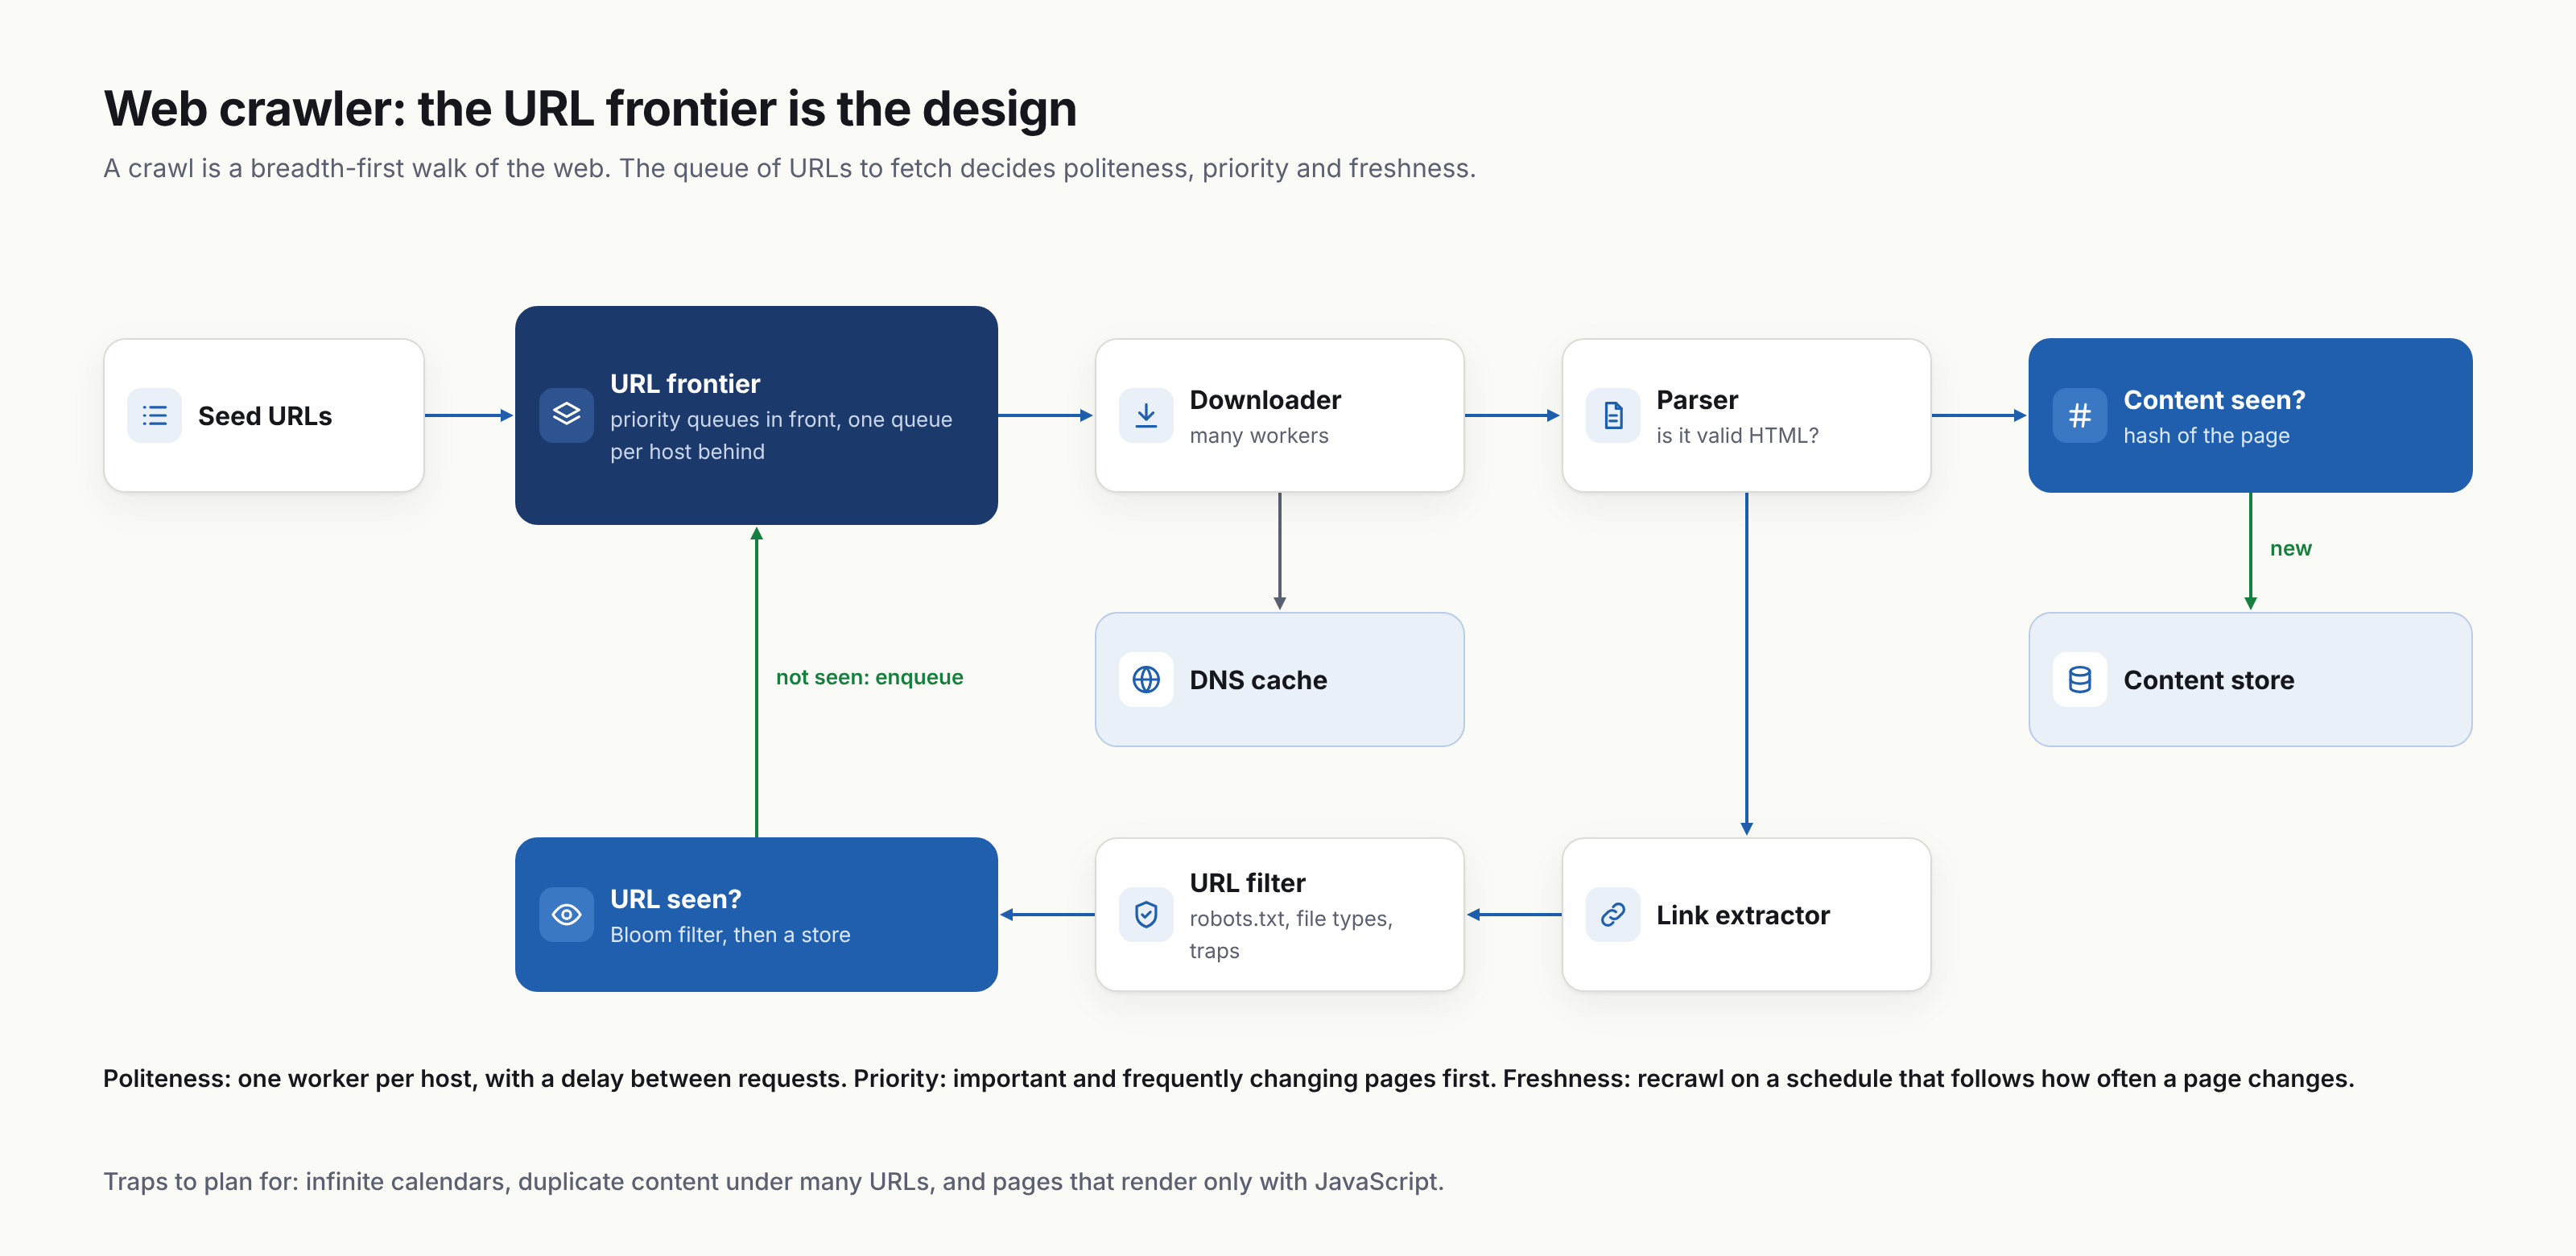 Web crawler: the URL frontier is the design
A crawl is a breadth-first walk of the web. The queue of URLs to fetch decides politeness, priority and freshness.
Seed URLs
URL frontier
priority queues in front, one queue
per host behind
Downloader
many workers
Parser
is it valid HTML?
Content seen?
hash of the page
new
not seen: enqueue
DNS cache
Content store
URL seen?
Bloom filter, then a store
URL filter
robots.txt, file types,
traps
Link extractor
Politeness: one worker per host, with a delay between requests. Priority: important and frequently changing pages first. Freshness: recrawl on a schedule that follows how often a page changes.
Traps to plan for: infinite calendars, duplicate content under many URLs, and pages that render only with JavaScript.